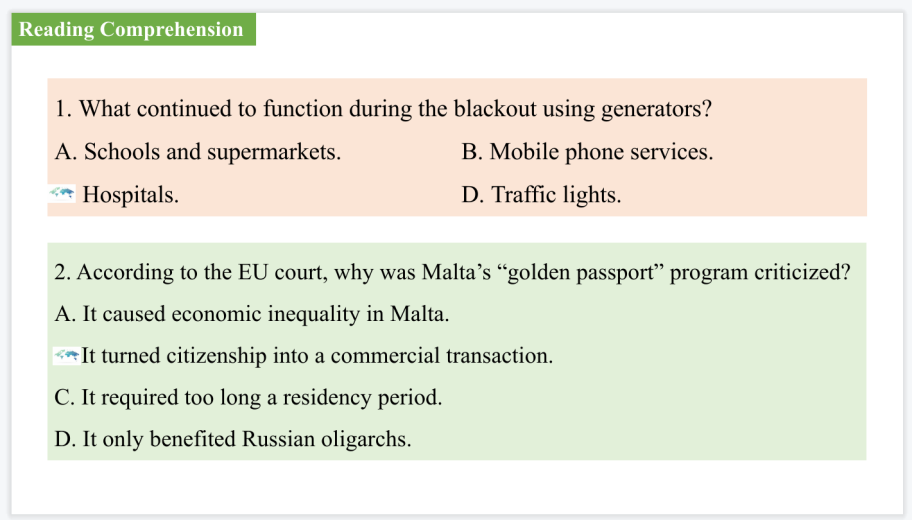 Reading Comprehension
1. What continued to function during the blackout using generators?
A. Schools and supermarkets. B. Mobile phone services.
Hospitals. D. Traffic lights.
2. According to the EU court, why was Malta’s “golden passport” program criticized?
A. It caused economic inequality in Malta.
It turned citizenship into a commercial transaction.
C. It required too long a residency period.
D. It only benefited Russian oligarchs.